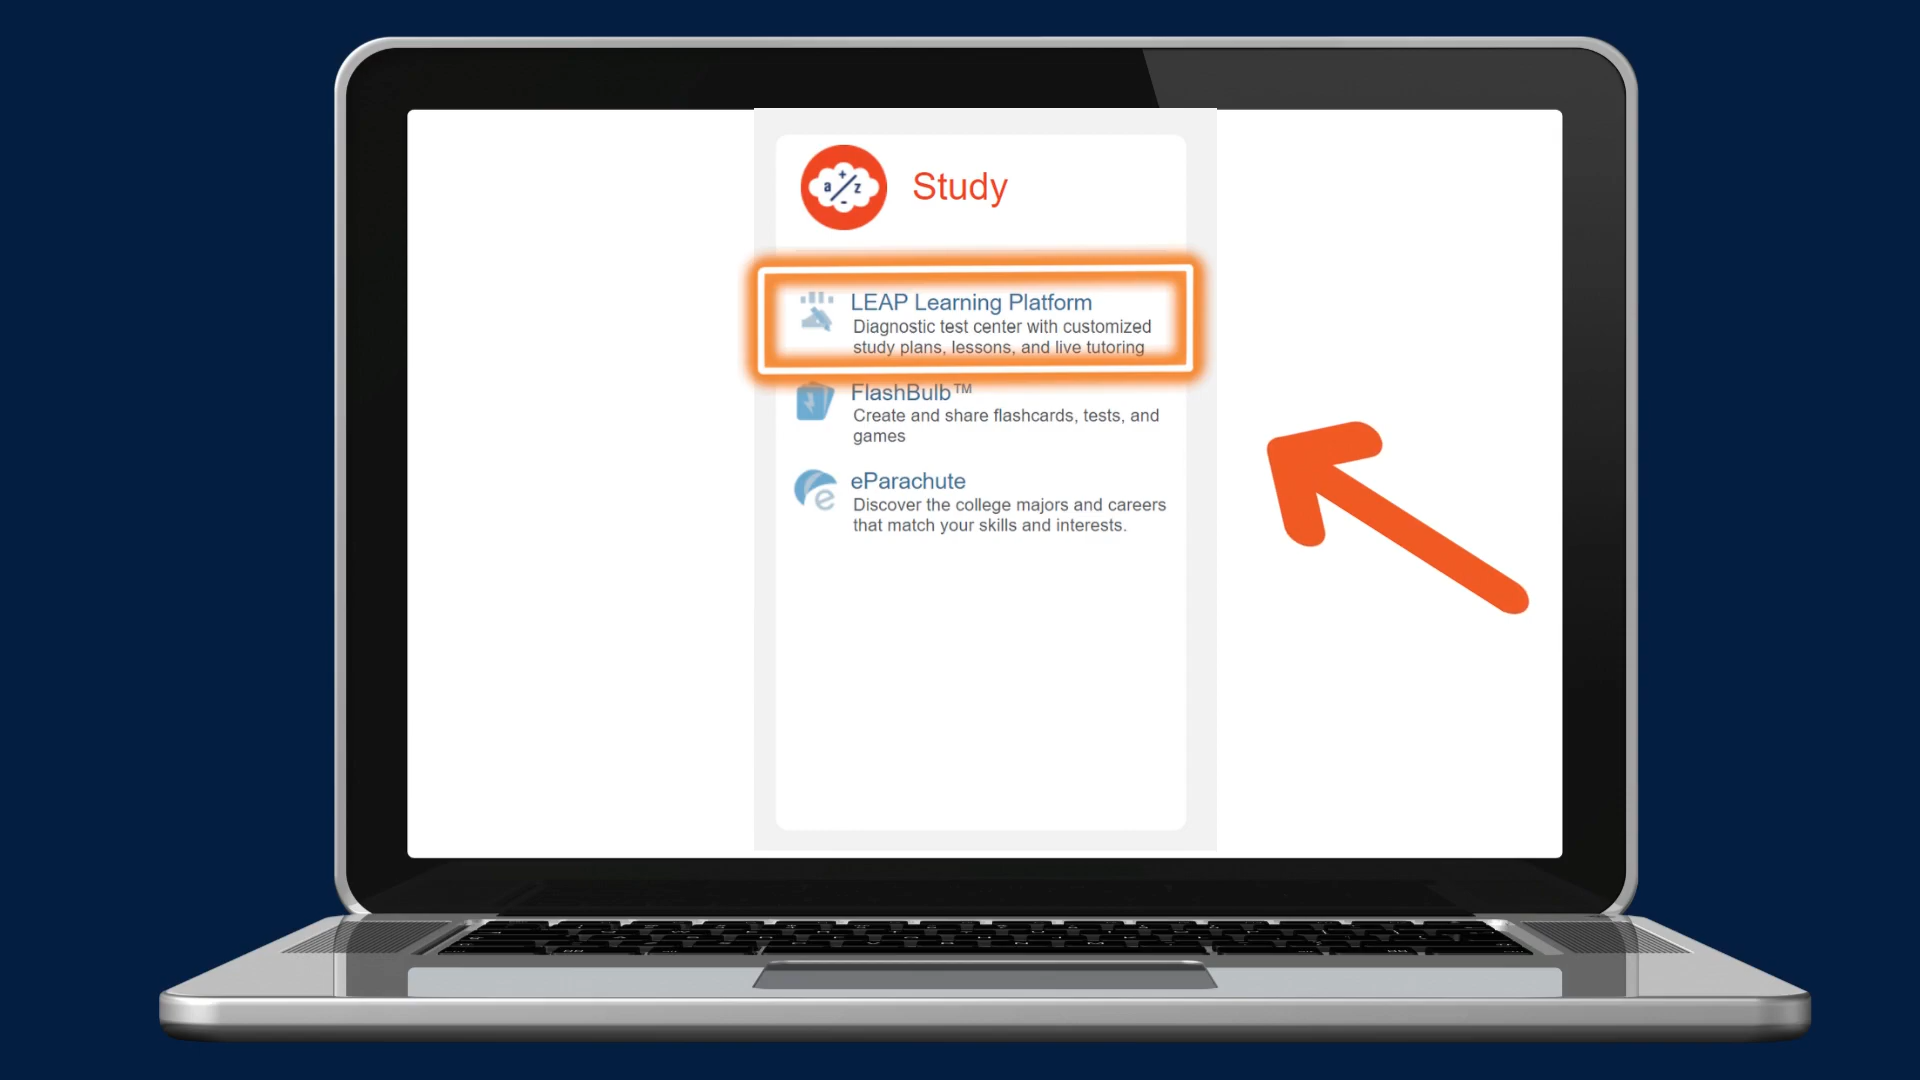 a + z -
Study
LEAP Learning Platform
Diagnostic test center with customized
study plans, lessons, and live tutoring
FlashBulb™
Create and share flashcards, tests, and
games
e
eParachute
Discover the college majors and careers
that match your skills and interests.